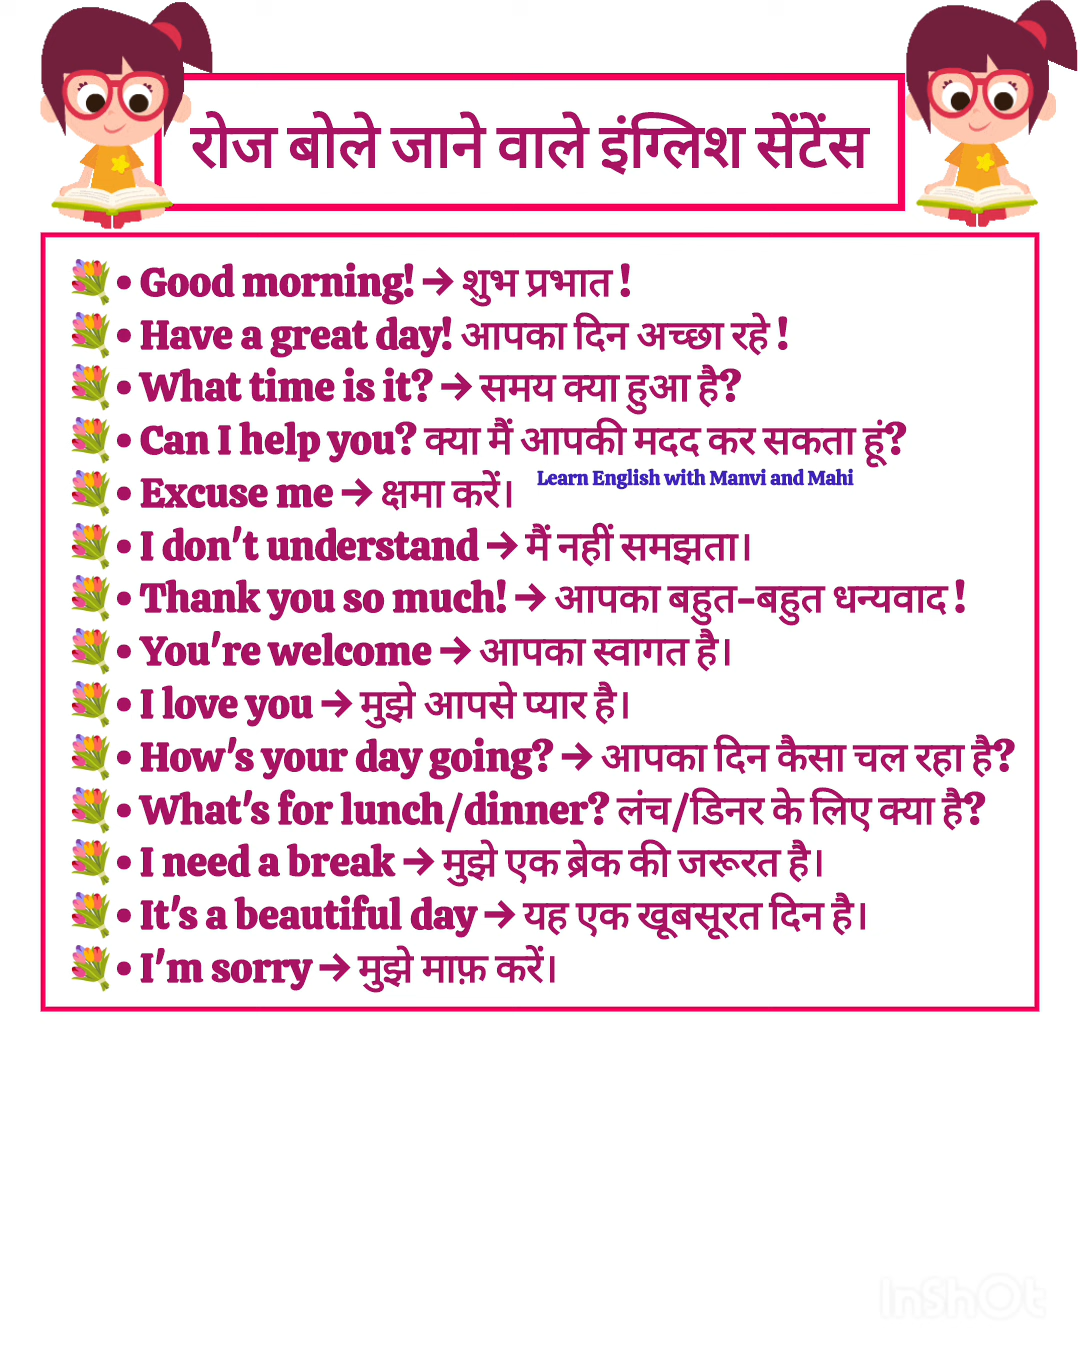 रोज बोले जाने वाले इंग्लिश सेंटेंस
• Good morning! → शुभ प्रभात !
• Have a great day! आपका दिन अच्छा रहे !
• What time is it? → समय क्या हुआ है?
• Can I help you? क्या मैं आपकी मदद कर सकता हूं?
• Excuse me → क्षमा करें।
Learn English with Manvi and Mahi
• I don't understand → मैं नहीं समझता।
• Thank you so much! → आपका बहुत-बहुत धन्यवाद !
• You're welcome → आपका स्वागत है।
• I love you → मुझे आपसे प्यार है।
• How's your day going? → आपका दिन कैसा चल रहा है?
• What's for lunch/dinner? लंच/डिनर के लिए क्या है?
• I need a break → मुझे एक ब्रेक की जरूरत है।
• It's a beautiful day → यह एक खूबसूरत दिन है।
• I'm sorry → मुझे माफ़ करें।
InShOt